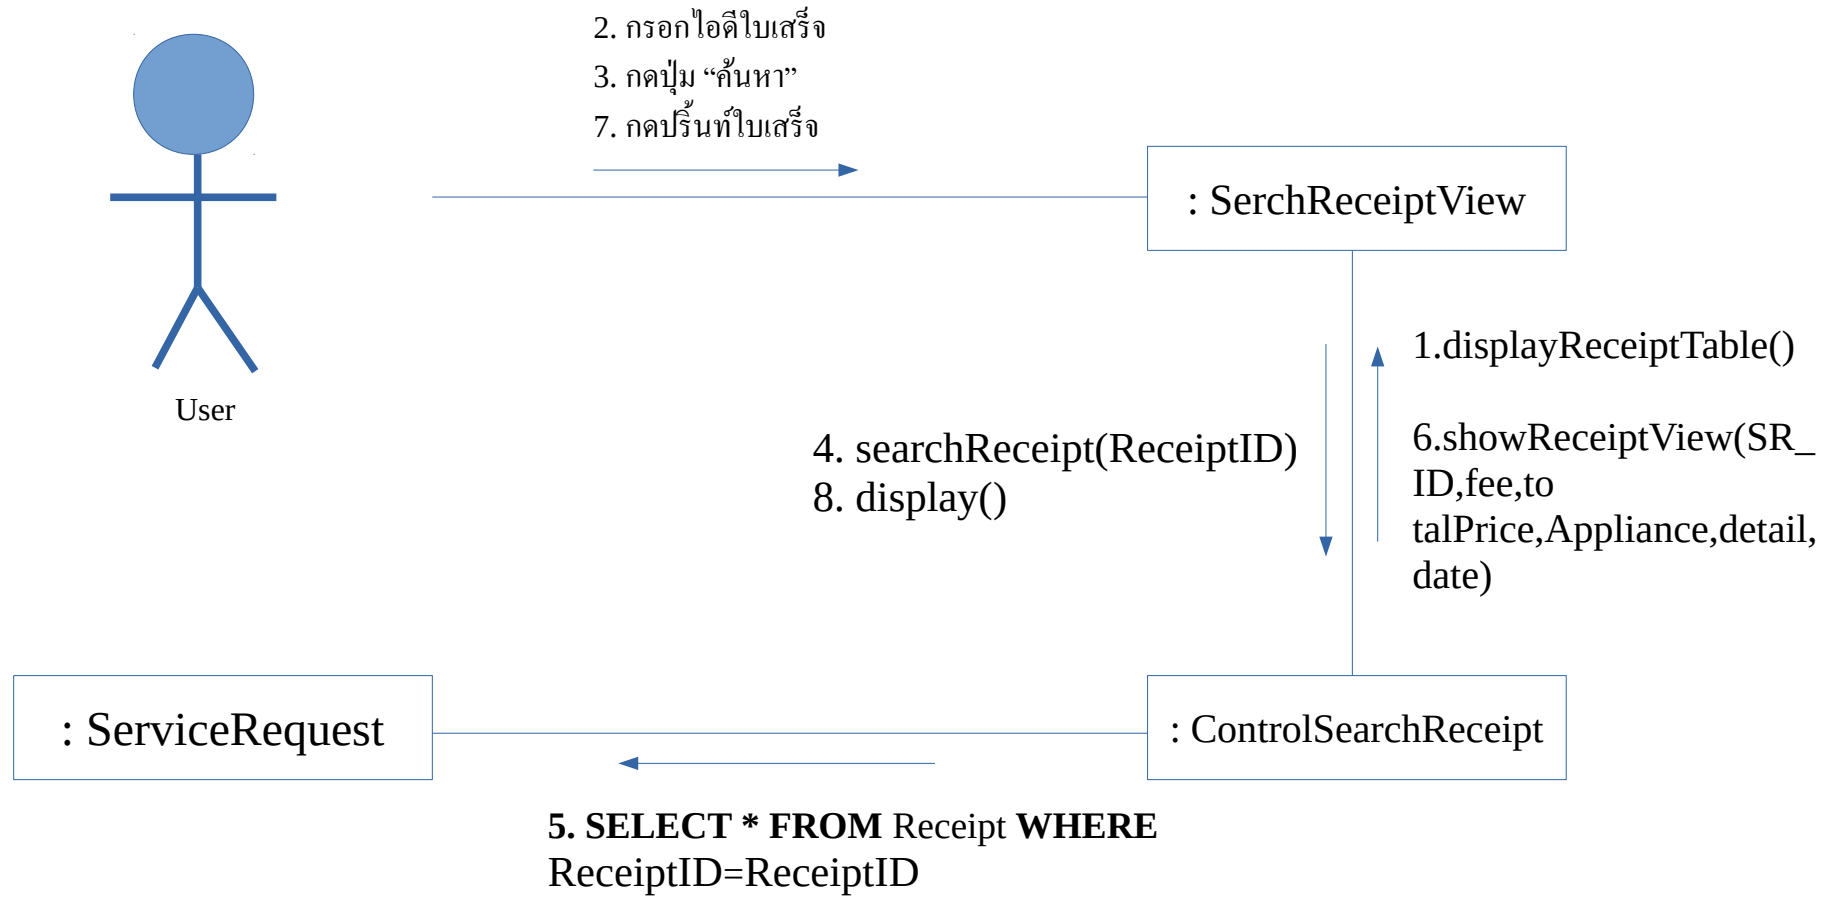 2. กรอกไอดีใบเสร็จ
3. กดปุ่ม “ค้นหา”
7. กดปริ้นท์ใบเสร็จ
: SerchReceiptView
User
1.displayReceiptTable()
6.showReceiptView(SR_
ID,fee,to
talPrice,Appliance,detail,
date)
4. searchReceipt(ReceiptID)
8. display()
: ServiceRequest
: ControlSearchReceipt
5. SELECT * FROM Receipt WHERE
ReceiptID=ReceiptID